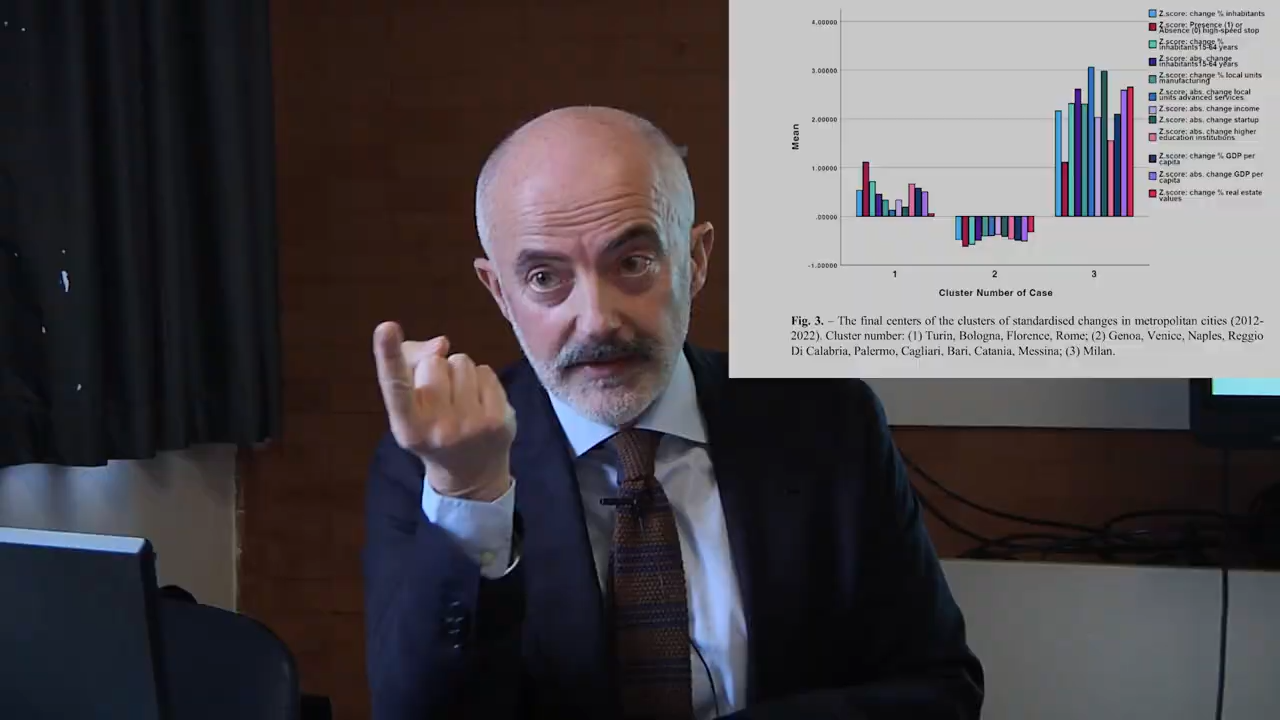 4.00000
3.00000
2.00000
1.00000
.00000
-1.00000
Mean
1
2
3
Cluster Number of Case
Z.score: change % inhabitants
Z.score: Presence (1) or
Absence (0) high-speed stop
Z.score: change %
inhabitants15-64 years
Z.score: abs. change
inhabitants15-64 years
Z.score: change % local units
manufacturing
Z.score: abs. change local
units advanced services.
Z.score: abs. change income
Z.score: abs. change startup
Z.score: abs. change higher
education institutions
Z.score: change % GDP per
capita
Z.score: abs. change GDP per
capita
Z.score: change % real estate
values
Fig. 3. – The final centers of the clusters of standardised changes in metropolitan cities (2012-
2022). Cluster number: (1) Turin, Bologna, Florence, Rome; (2) Genoa, Venice, Naples, Reggio
Di Calabria, Palermo, Cagliari, Bari, Catania, Messina; (3) Milan.